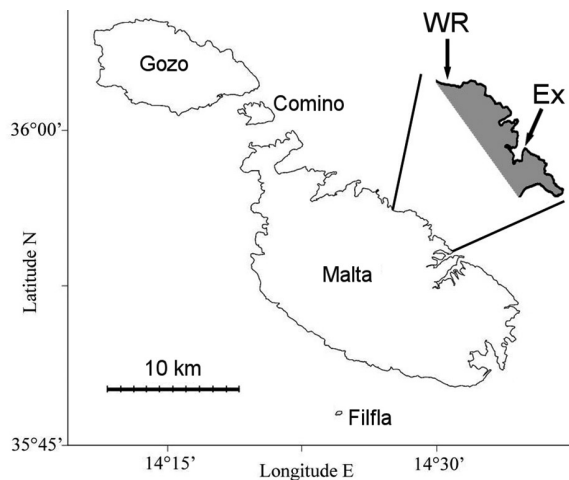 WR
Gozo
Ex
Comino
36°00’
Latitude N
Malta
10 km
Filfla
35°45’
14°15’
14°30’
Longitude E